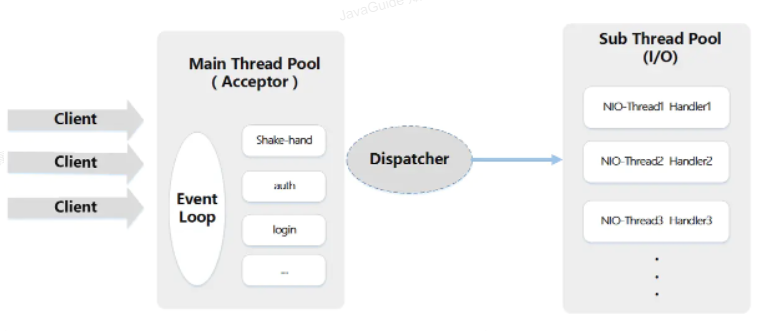 JavaGuide
Main Thread Pool
( Acceptor )
Client
Client
Client
Event
Loop
Shake-hand
auth
login
...
Dispatcher
Sub Thread Pool
(I/O)
NIO-Thread1 Handler1
NIO-Thread2 Handler2
NIO-Thread3 Handler3
.
.
.